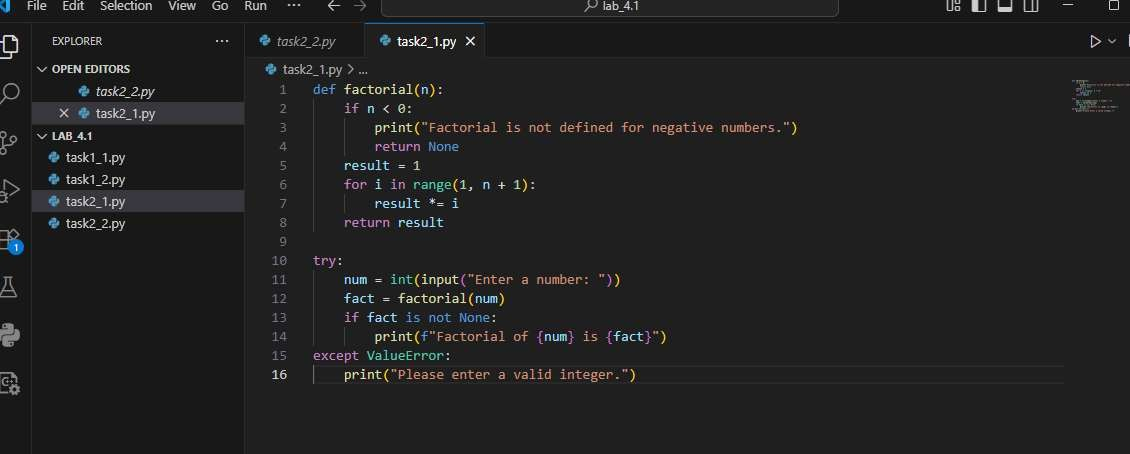 File Edit Selection View Go Run ··· lab_4.1
EXPLORER ···
OPEN EDITORS
task2_2.py
task2_1.py
LAB_4.1
task1_1.py
task1_2.py
task2_1.py
task2_2.py
1
task2_2.py task2_1.py
task2_1.py > ...
1 def factorial(n):
2     if n < 0:
3         print("Factorial is not defined for negative numbers.")
4         return None
5     result = 1
6     for i in range(1, n + 1):
7         result *= i
8     return result
9
10 try:
11     num = int(input("Enter a number: "))
12     fact = factorial(num)
13     if fact is not None:
14         print(f"Factorial of {num} is {fact}")
15 except ValueError:
16     print("Please enter a valid integer.")